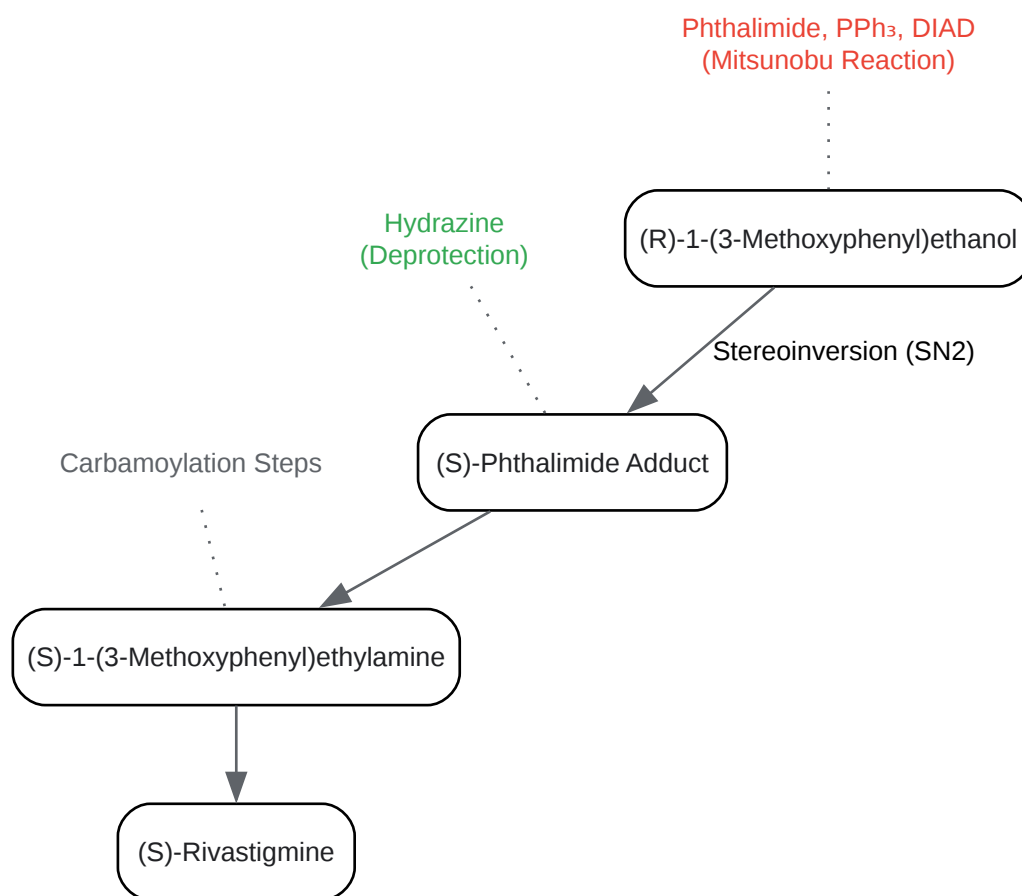 Phthalimide, PPh₃, DIAD
(Mitsunobu Reaction)
(R)-1-(3-Methoxyphenyl)ethanol
Hydrazine
(Deprotection)
Stereoinversion (SN2)
(S)-Phthalimide Adduct
Carbamoylation Steps
(S)-1-(3-Methoxyphenyl)ethylamine
(S)-Rivastigmine